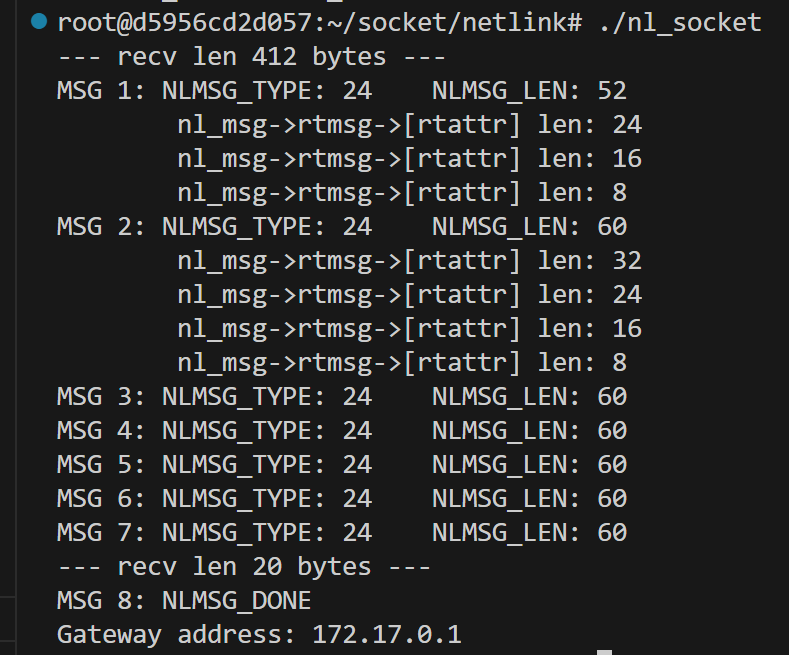 root@d5956cd2d057:~/socket/netlink# ./nl_socket
--- recv len 412 bytes ---
MSG 1: NLMSG_TYPE: 24    NLMSG_LEN: 52
        nl_msg->rtmsg->[rtattr] len: 24
        nl_msg->rtmsg->[rtattr] len: 16
        nl_msg->rtmsg->[rtattr] len: 8
MSG 2: NLMSG_TYPE: 24    NLMSG_LEN: 60
        nl_msg->rtmsg->[rtattr] len: 32
        nl_msg->rtmsg->[rtattr] len: 24
        nl_msg->rtmsg->[rtattr] len: 16
        nl_msg->rtmsg->[rtattr] len: 8
MSG 3: NLMSG_TYPE: 24    NLMSG_LEN: 60
MSG 4: NLMSG_TYPE: 24    NLMSG_LEN: 60
MSG 5: NLMSG_TYPE: 24    NLMSG_LEN: 60
MSG 6: NLMSG_TYPE: 24    NLMSG_LEN: 60
MSG 7: NLMSG_TYPE: 24    NLMSG_LEN: 60
--- recv len 20 bytes ---
MSG 8: NLMSG_DONE
Gateway address: 172.17.0.1